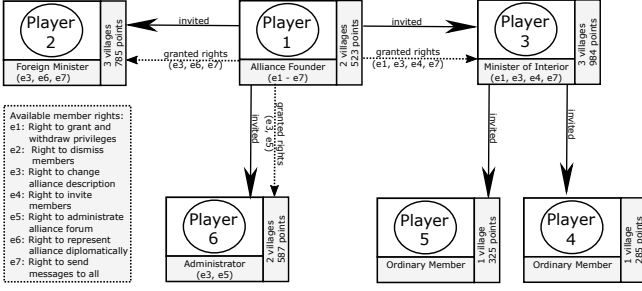 Player
2
3 villages
785 points
Foreign Minister
(e3, e6, e7)
invited
granted rights
(e3, e6, e7)
Player
1
2 villages
523 points
Alliance Founder
(e1 - e7)
invited
granted rights
(e1, e3, e4, e7)
Player
3
3 villages
984 points
Minister of Interior
(e1, e3, e4, e7)
Available member rights:
e1: Right to grant and
withdraw privileges
e2: Right to dismiss
members
e3: Right to change
alliance description
e4: Right to invite
members
e5: Right to administrate
alliance forum
e6: Right to represent
alliance diplomatically
e7: Right to send
messages to all
invited
granted rights
(e3, e5)
invited
invited
Player
6
2 villages
587 points
Administrator
(e3, e5)
Player
5
1 village
325 points
Ordinary Member
Player
4
1 village
285 points
Ordinary Member